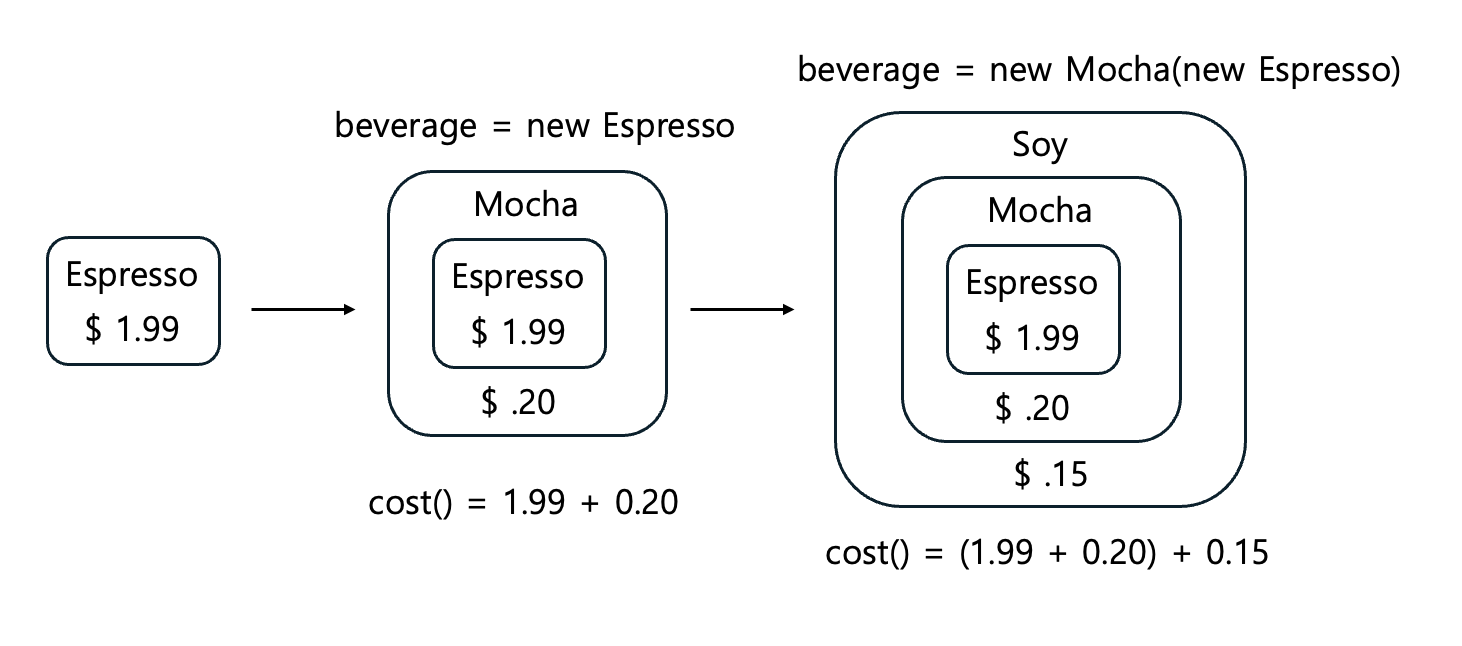 Espresso
$ 1.99
beverage = new Espresso
Mocha
Espresso
$ 1.99
$ .20
cost() = 1.99 + 0.20
beverage = new Mocha(new Espresso)
Soy
Mocha
Espresso
$ 1.99
$ .20
$ .15
cost() = (1.99 + 0.20) + 0.15